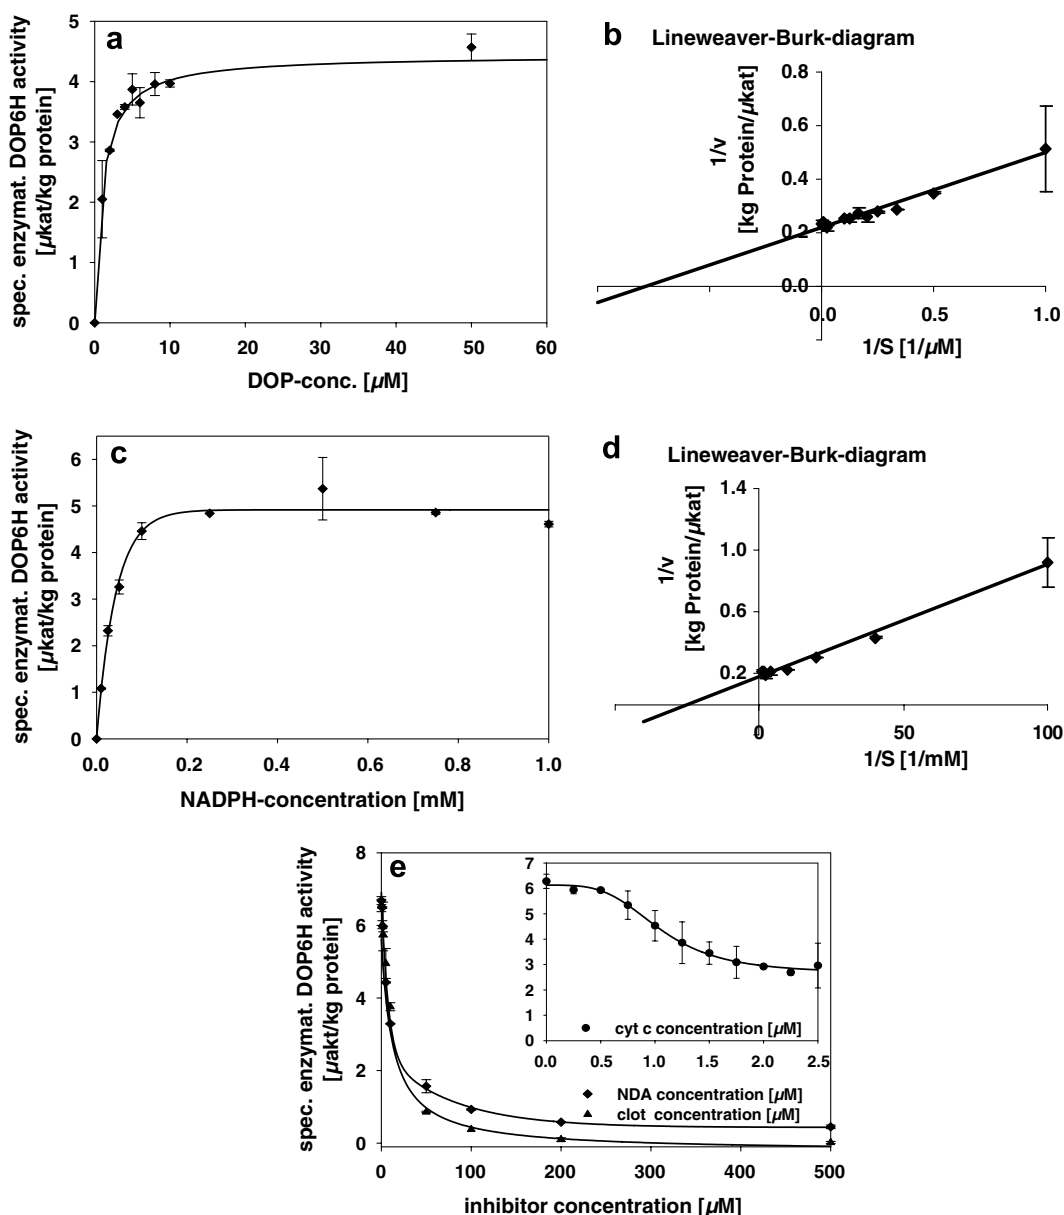 a
spec. enzymat. DOP6H activity
[µkat/kg protein]
5
4
3
2
1
0
0 10 20 30 40 50 60
DOP-conc. [µM]
b Lineweaver-Burk-diagram
1/v
[kg Protein/µkat]
0.8
0.6
0.4
0.2
0.0
0.0 0.5 1.0
1/S [1/µM]
c
spec. enzymat. DOP6H activity
[µkat/kg protein]
6
5
4
3
2
1
0
0.0 0.2 0.4 0.6 0.8 1.0
NADPH-concentration [mM]
d Lineweaver-Burk-diagram
1/v
[kg Protein/µkat]
1.4
1.0
0.6
0.2
0 50 100
1/S [1/mM]
e
spec. enzymat. DOP6H activity
[µakt/kg protein]
8
6
4
2
0
0 100 200 300 400 500
inhibitor concentration [µM]
7
6
5
4
3
2
1
0
cyt c concentration [µM]
0.0 0.5 1.0 1.5 2.0 2.5
NDA concentration [µM]
clot concentration [µM]